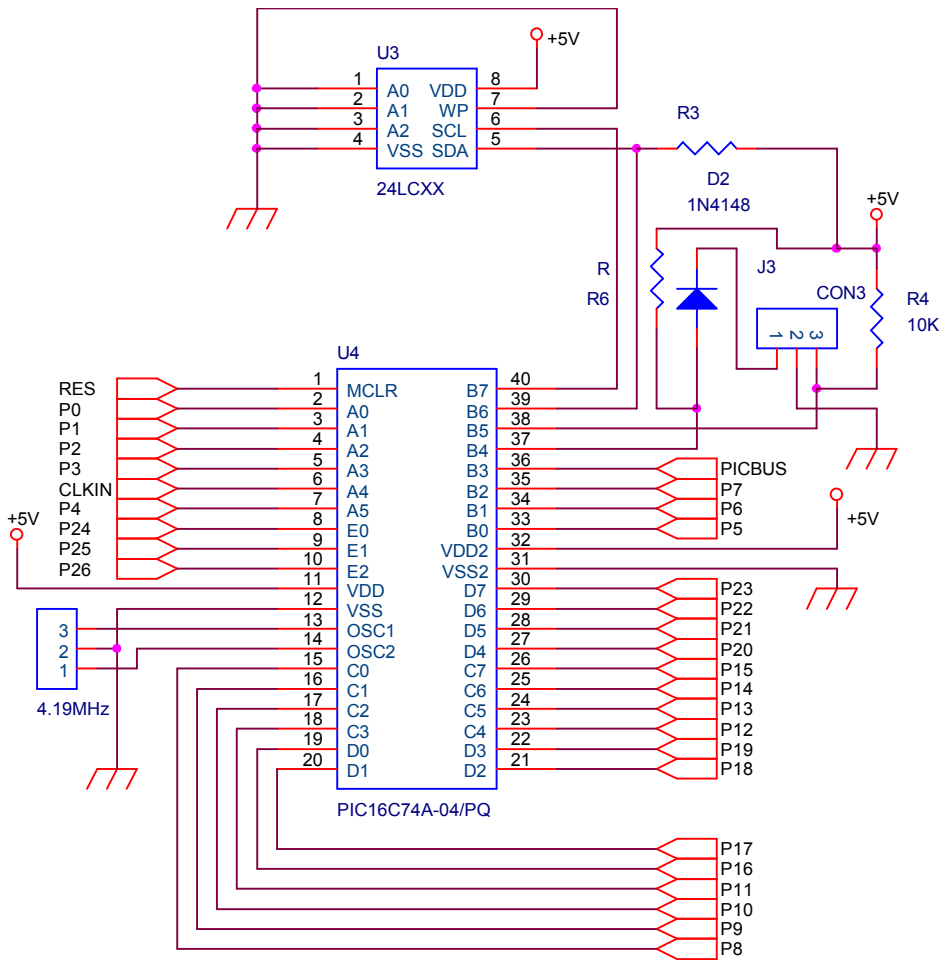 +5V
U3
1 A0 VDD 8
2 A1 WP 7
3 A2 SCL 6
4 VSS SDA 5
24LCXX
R3
D2
1N4148
+5V
R
R6
J3
CON3
1 2 3
R4
10K
U4
RES 1 MCLR B7 40
P0 2 A0 B6 39
P1 3 A1 B5 38
P2 4 A2 B4 37
P3 5 A3 B3 36 PICBUS
CLKIN 6 A4 B2 35 P7
P4 7 A5 B1 34 P6
P24 8 E0 B0 33 P5
+5V
P25 9 E1 VDD2 32
+5V
P26 10 E2 VSS2 31
11 VDD D7 30 P23
12 VSS D6 29 P22
3 13 OSC1 D5 28 P21
2 14 OSC2 D4 27 P20
1 15 C0 C7 26 P15
16 C1 C6 25 P14
4.19MHz 17 C2 C5 24 P13
18 C3 C4 23 P12
19 D0 D3 22 P19
20 D1 D2 21 P18
PIC16C74A-04/PQ
P17
P16
P11
P10
P9
P8